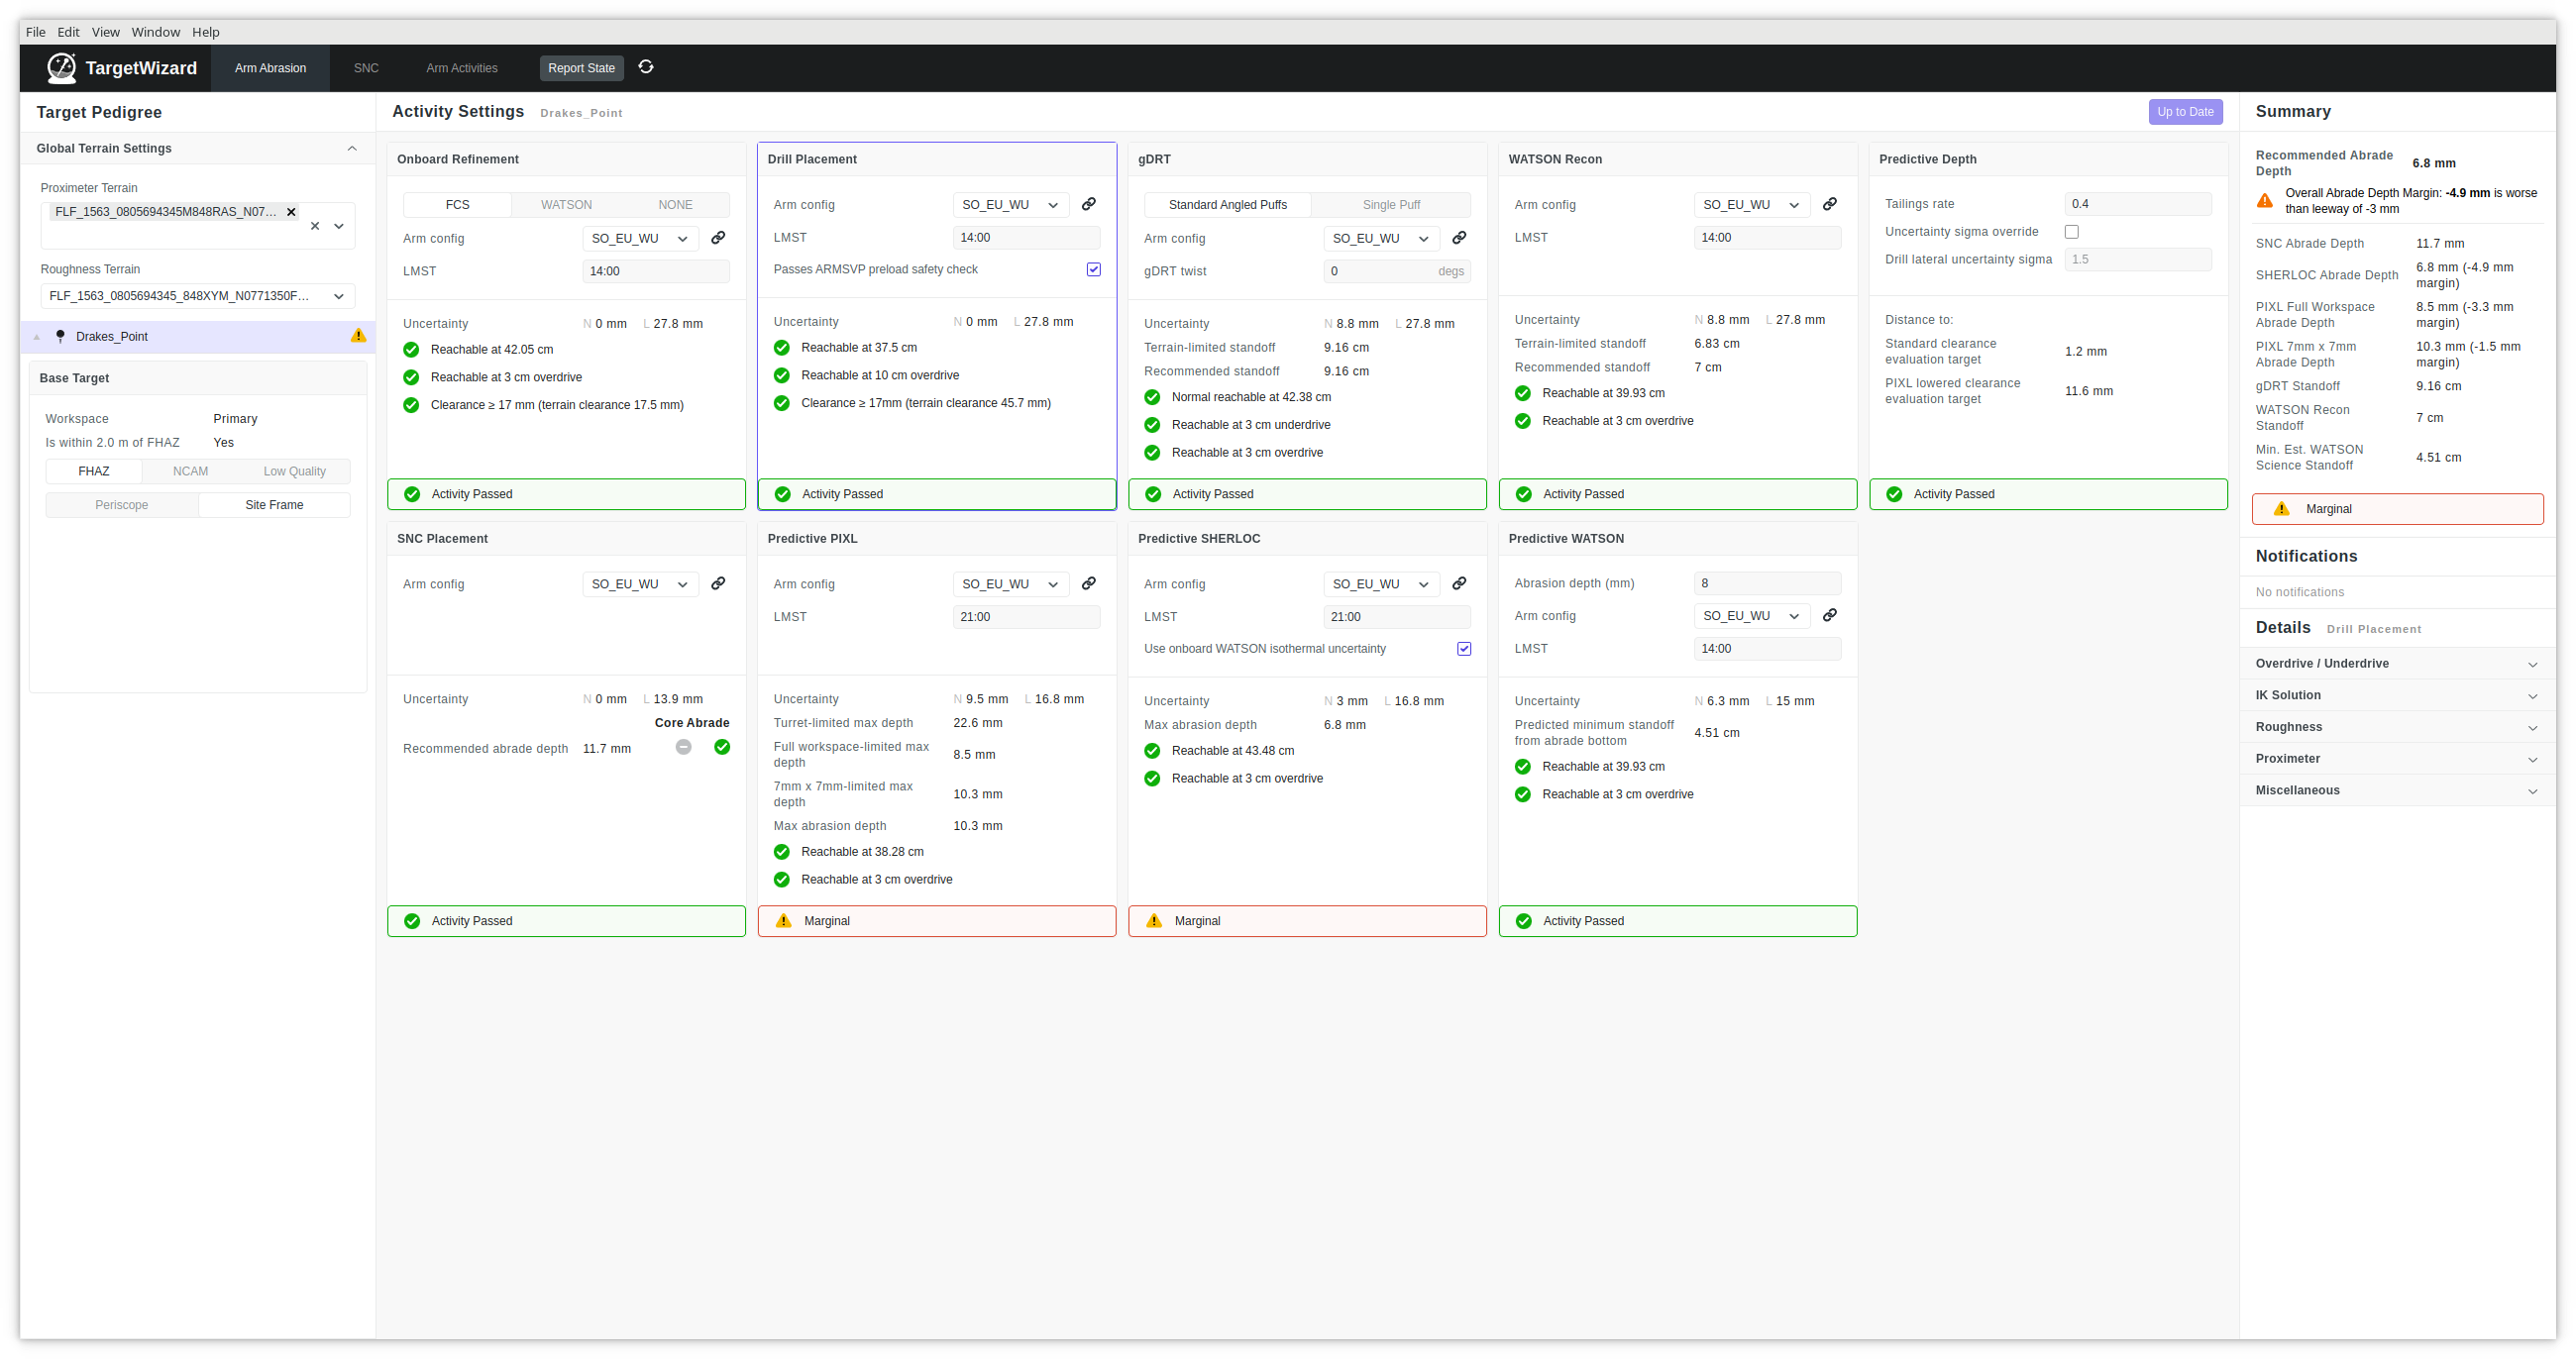 File Edit View Window Help
TargetWizard Arm Abrasion SNC Arm Activities Report State
Target Pedigree
Global Terrain Settings
Proximeter Terrain
FLF_1563_0805694345M848RAS_N07...
Roughness Terrain
FLF_1563_0805694345_848XYM_N0771350F...
Drakes_Point
Base Target
Workspace Primary
Is within 2.0 m of FHAZ Yes
FHAZ NCAM Low Quality
Periscope Site Frame
Activity Settings Drakes_Point Up to Date
Onboard Refinement
FCS WATSON NONE
Arm config SO_EU_WU
LMST 14:00
Uncertainty N 0 mm L 27.8 mm
Reachable at 42.05 cm
Reachable at 3 cm overdrive
Clearance ≥ 17 mm (terrain clearance 17.5 mm)
Activity Passed
Drill Placement
Arm config SO_EU_WU
LMST 14:00
Passes ARMSVP preload safety check
Uncertainty N 0 mm L 27.8 mm
Reachable at 37.5 cm
Reachable at 10 cm overdrive
Clearance ≥ 17mm (terrain clearance 45.7 mm)
Activity Passed
gDRT
Standard Angled Puffs Single Puff
Arm config SO_EU_WU
gDRT twist 0 degs
Uncertainty N 8.8 mm L 27.8 mm
Terrain-limited standoff 9.16 cm
Recommended standoff 9.16 cm
Normal reachable at 42.38 cm
Reachable at 3 cm underdrive
Reachable at 3 cm overdrive
Activity Passed
WATSON Recon
Arm config SO_EU_WU
LMST 14:00
Uncertainty N 8.8 mm L 27.8 mm
Terrain-limited standoff 6.83 cm
Recommended standoff 7 cm
Reachable at 39.93 cm
Reachable at 3 cm overdrive
Activity Passed
Predictive Depth
Tailings rate 0.4
Uncertainty sigma override
Drill lateral uncertainty sigma 1.5
Distance to:
Standard clearance
evaluation target 1.2 mm
PIXL lowered clearance
evaluation target 11.6 mm
Activity Passed
SNC Placement
Arm config SO_EU_WU
Uncertainty N 0 mm L 13.9 mm
Core Abrade
Recommended abrade depth 11.7 mm
Activity Passed
Predictive PIXL
Arm config SO_EU_WU
LMST 21:00
Uncertainty N 9.5 mm L 16.8 mm
Turret-limited max depth 22.6 mm
Full workspace-limited max
depth 8.5 mm
7mm x 7mm-limited max
depth 10.3 mm
Max abrasion depth 10.3 mm
Reachable at 38.28 cm
Reachable at 3 cm overdrive
Marginal
Predictive SHERLOC
Arm config SO_EU_WU
LMST 21:00
Use onboard WATSON isothermal uncertainty
Uncertainty N 3 mm L 16.8 mm
Max abrasion depth 6.8 mm
Reachable at 43.48 cm
Reachable at 3 cm overdrive
Marginal
Predictive WATSON
Abrasion depth (mm) 8
Arm config SO_EU_WU
LMST 14:00
Uncertainty N 6.3 mm L 15 mm
Predicted minimum standoff
from abrade bottom 4.51 cm
Reachable at 39.93 cm
Reachable at 3 cm overdrive
Activity Passed
Summary
Recommended Abrade
Depth 6.8 mm
Overall Abrade Depth Margin: -4.9 mm is worse
than leeway of -3 mm
SNC Abrade Depth 11.7 mm
SHERLOC Abrade Depth 6.8 mm (-4.9 mm
margin)
PIXL Full Workspace 8.5 mm (-3.3 mm
Abrade Depth margin)
PIXL 7mm x 7mm 10.3 mm (-1.5 mm
Abrade Depth margin)
gDRT Standoff 9.16 cm
WATSON Recon
Standoff 7 cm
Min. Est. WATSON
Science Standoff 4.51 cm
Marginal
Notifications
No notifications
Details Drill Placement
Overdrive / Underdrive
IK Solution
Roughness
Proximeter
Miscellaneous